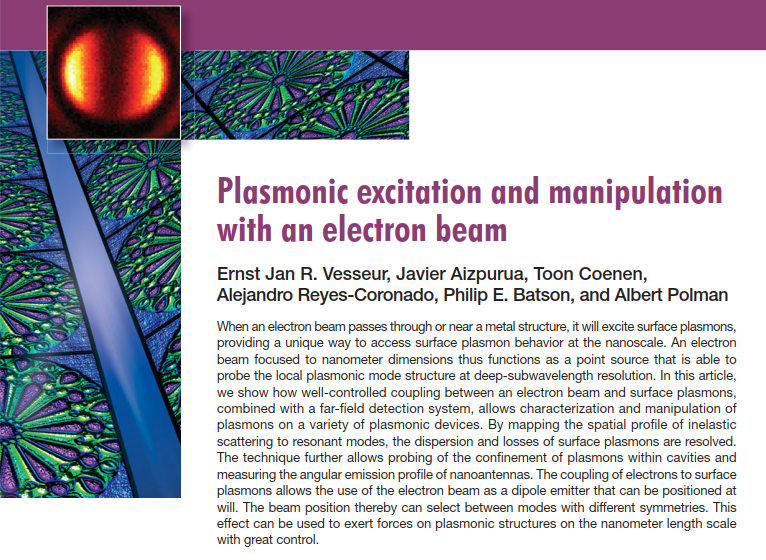 Plasmonic excitation and manipulation
with an electron beam
Ernst Jan R. Vesseur, Javier Aizpurua, Toon Coenen,
Alejandro Reyes-Coronado, Philip E. Batson, and Albert Polman
When an electron beam passes through or near a metal structure, it will excite surface plasmons,
providing a unique way to access surface plasmon behavior at the nanoscale. An electron
beam focused to nanometer dimensions thus functions as a point source that is able to
probe the local plasmonic mode structure at deep-subwavelength resolution. In this article,
we show how well-controlled coupling between an electron beam and surface plasmons,
combined with a far-field detection system, allows characterization and manipulation of
plasmons on a variety of plasmonic devices. By mapping the spatial profile of inelastic
scattering to resonant modes, the dispersion and losses of surface plasmons are resolved.
The technique further allows probing of the confinement of plasmons within cavities and
measuring the angular emission profile of nanoantennas. The coupling of electrons to surface
plasmons allows the use of the electron beam as a dipole emitter that can be positioned at
will. The beam position thereby can select between modes with different symmetries. This
effect can be used to exert forces on plasmonic structures on the nanometer length scale
with great control.